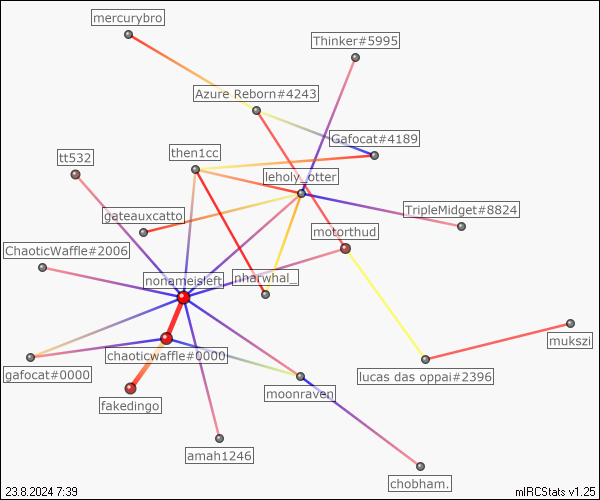 mercurybro
Thinker#5995
Azure Reborn#4243
Gafocat#4189
then1cc
tt532
leholy_otter
TripleMidget#8824
gateauxcatto
motorthud
ChaoticWaffle#2006
nonameisleft
nharwhal_
mukszi
chaoticwaffle#0000
gafocat#0000
lucas das oppai#2396
moonraven
fakedingo
amah1246
chobham.
23.8.2024 7:39
mIRCStats v1.25